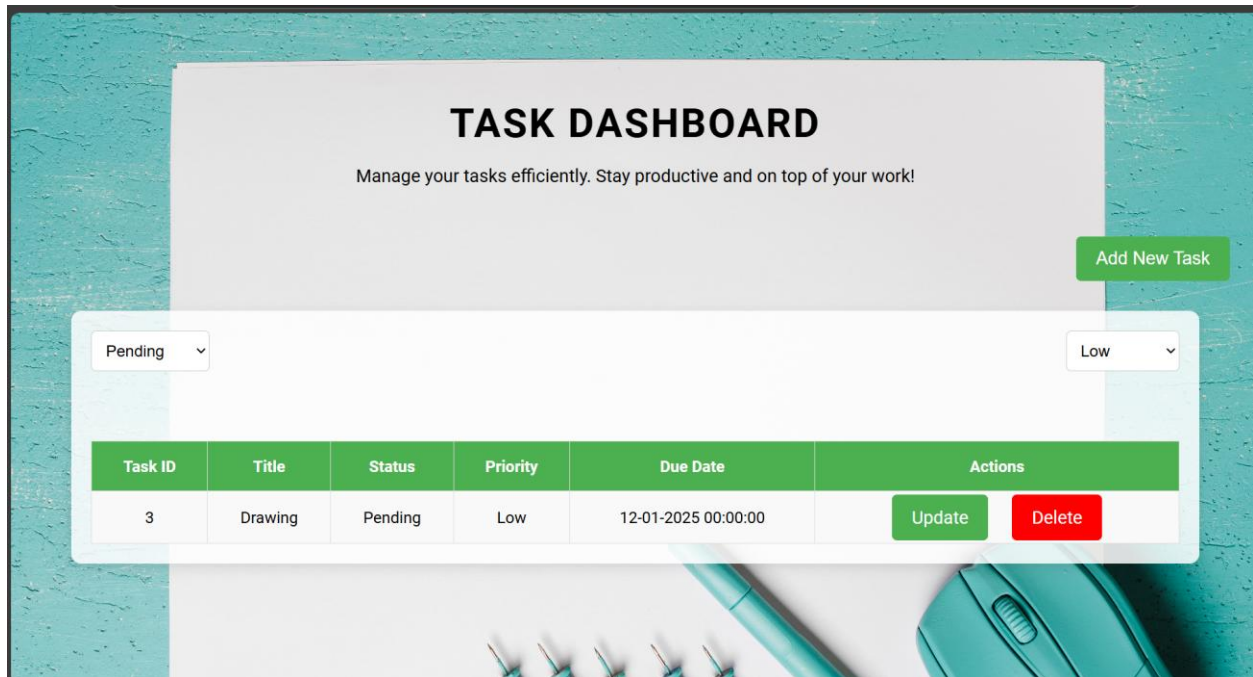 TASK DASHBOARD
Manage your tasks efficiently. Stay productive and on top of your work!
Add New Task
Pending Low
Task ID Title Status Priority Due Date Actions
3 Drawing Pending Low 12-01-2025 00:00:00 Update Delete